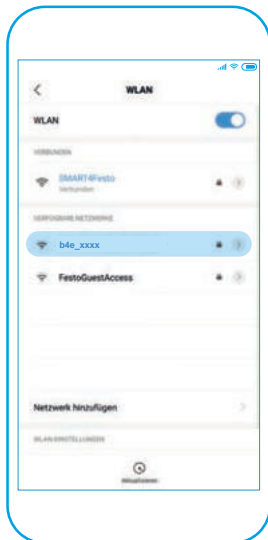 WLAN
WLAN
VERBUNDEN
SMART4Festo
Verbunden
VERFÜGBARE NETZWERKE
b4e_xxxx
FestoGuestAccess
Netzwerk hinzufügen
WLAN-EINSTELLUNGEN
Aktualisieren